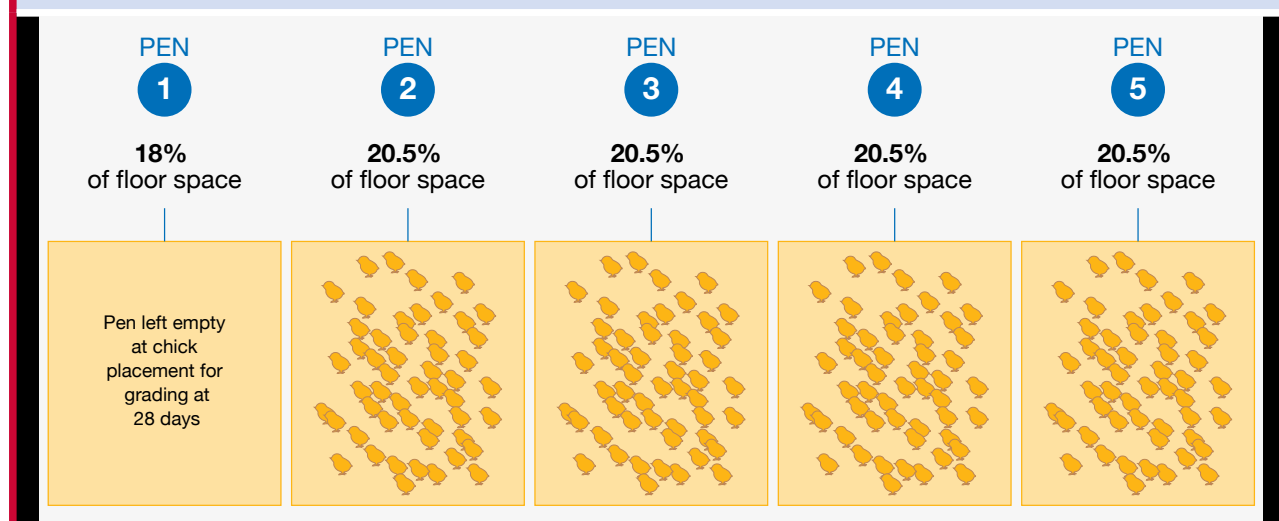 PEN
1
18%
of floor space
Pen left empty
at chick
placement for
grading at
28 days
PEN
2
20.5%
of floor space
PEN
3
20.5%
of floor space
PEN
4
20.5%
of floor space
PEN
5
20.5%
of floor space